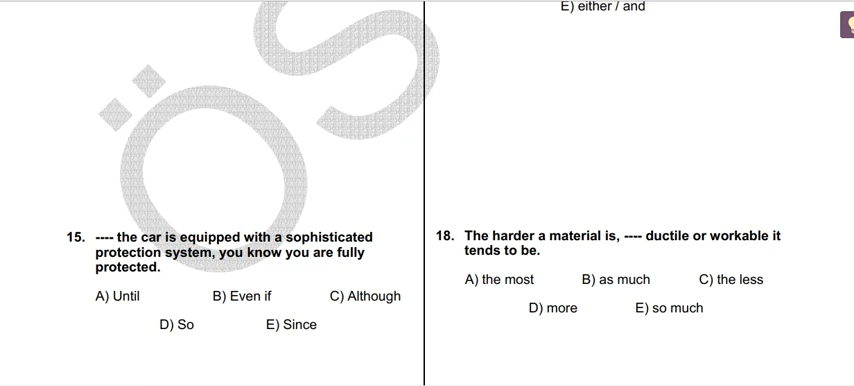 E) either / and
15. ---- the car is equipped with a sophisticated
protection system, you know you are fully
protected.
A) Until B) Even if C) Although
D) So E) Since
18. The harder a material is, ---- ductile or workable it
tends to be.
A) the most B) as much C) the less
D) more E) so much
ÖS